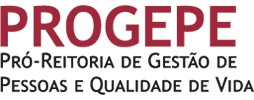 PROGEPE
PRÓ-REITORIA DE GESTÃO DE
PESSOAS E QUALIDADE DE VIDA